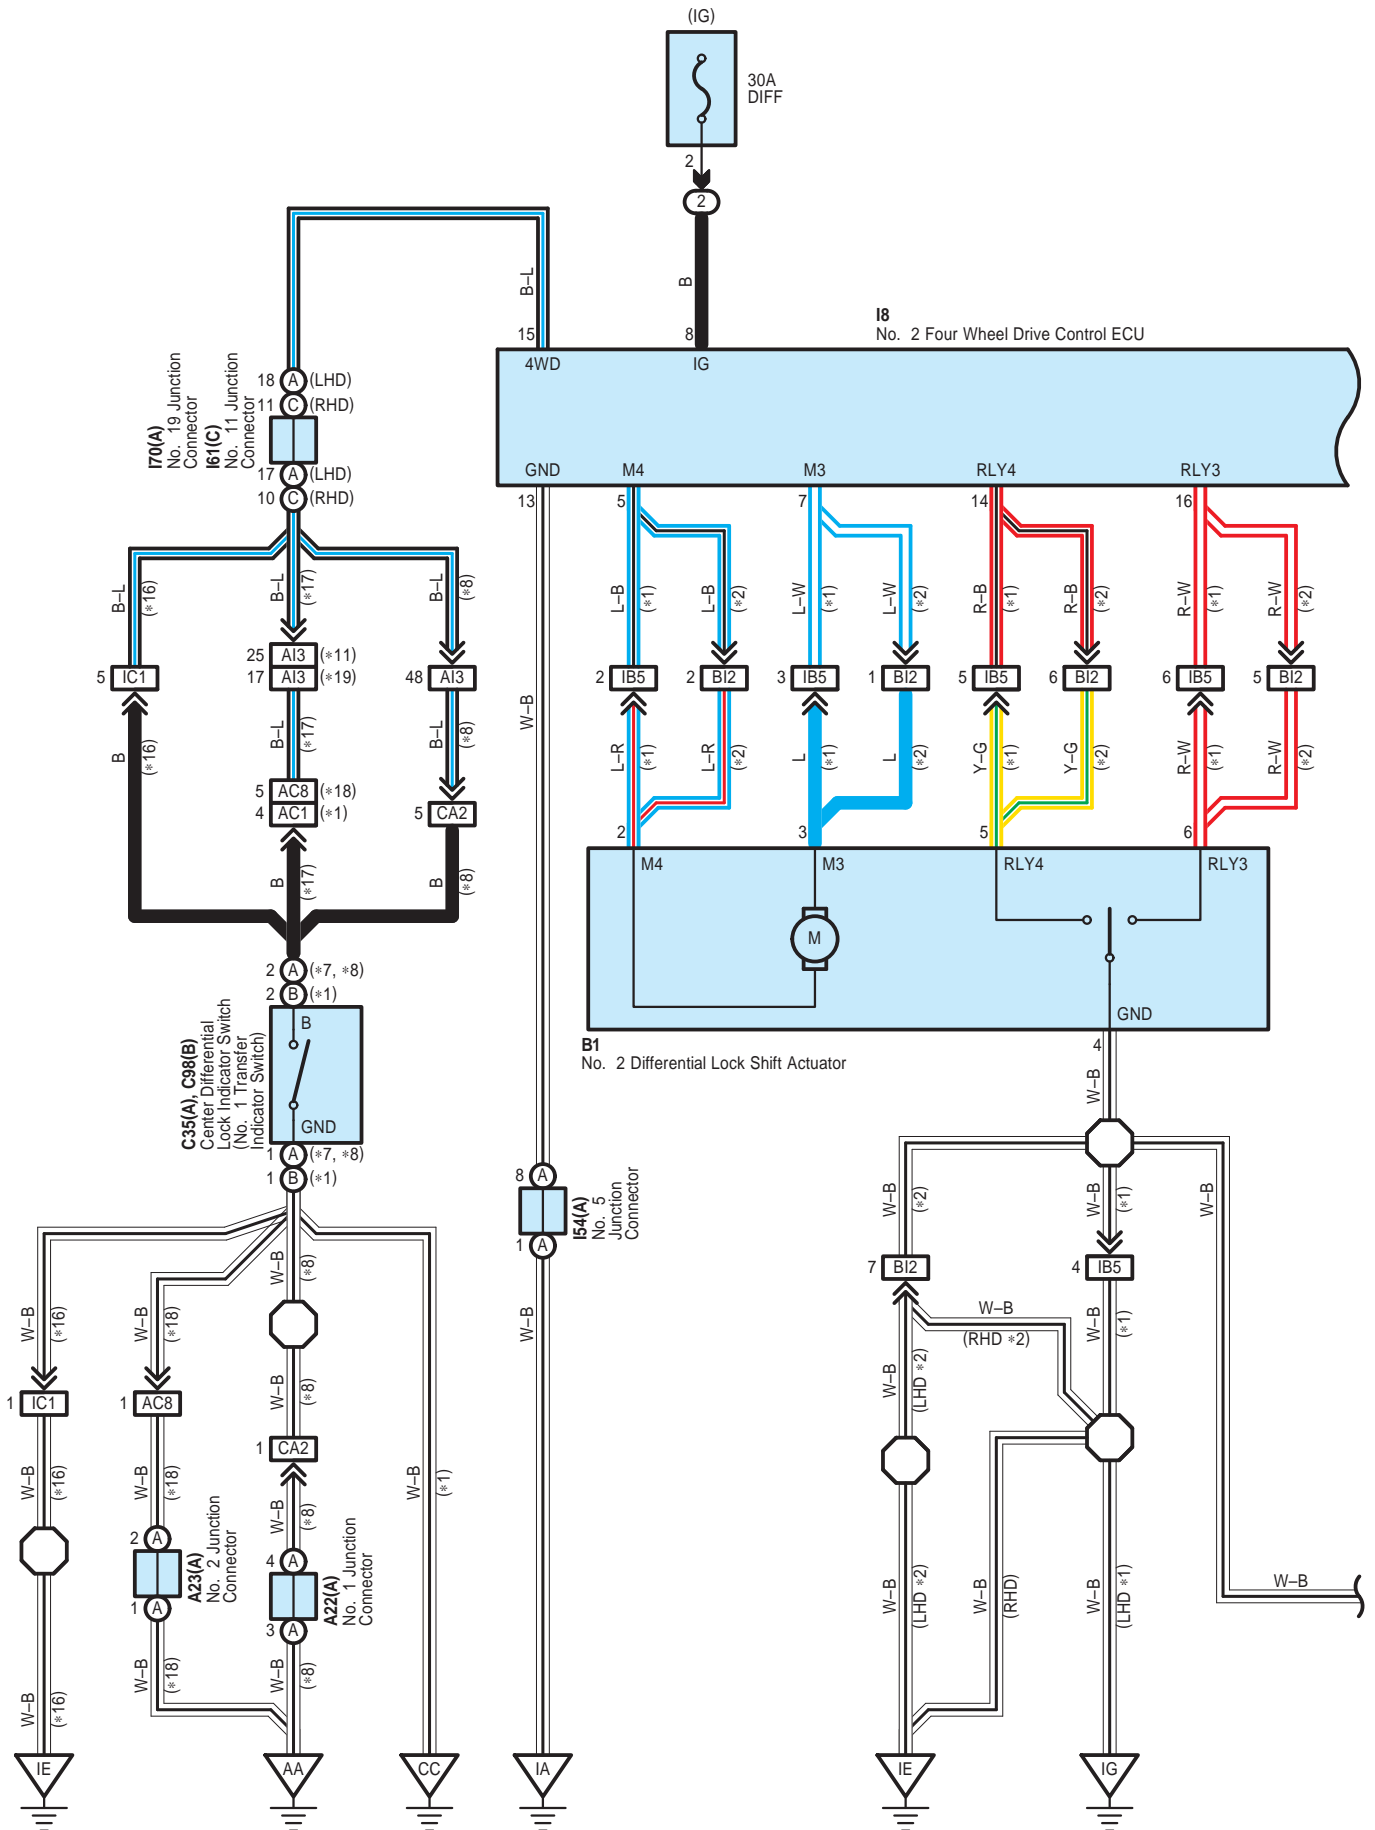 (IG)
30A
DIFF
2
2
B–L
B
15
8
I8
No. 2 Four Wheel Drive Control ECU
4WD
IG
18 A (LHD)
11 C (RHD)
I70(A)
No. 19 Junction
Connector
I61(C)
No. 11 Junction
Connector
17 A (LHD)
10 C (RHD)
GND
M4
M3
RLY4
RLY3
13
5
7
14
16
B–L
(*16)
B–L
(*17)
B–L
(*8)
L–B
(*1)
L–B
(*2)
L–W
(*1)
L–W
(*2)
R–B
(*1)
R–B
(*2)
R–W
(*1)
R–W
(*2)
25 AI3 (*11)
5 IC1
17 AI3 (*19)
48 AI3
2 IB5
2 BI2
3 IB5
1 BI2
5 IB5
6 BI2
6 IB5
5 BI2
W–B
B
(*16)
B–L
(*17)
B–L
(*8)
L–R
(*1)
L–R
(*2)
L
(*1)
L
(*2)
Y–G
(*1)
Y–G
(*2)
R–W
(*1)
R–W
(*2)
5 AC8 (*18)
4 AC1 (*1)
5 CA2
2
3
5
6
M4
M3
RLY4
RLY3
B
(*17)
B
(*8)
M
2 A (*7, *8)
2 B (*1)
B
GND
C35(A), C98(B)
Center Differential
Lock Indicator Switch
(No. 1 Transfer
Indicator Switch)
GND
B1
No. 2 Differential Lock Shift Actuator
4
W–B
1 A (*7, *8)
1 B (*1)
8 A
I54(A)
No. 5
Junction
Connector
1 A
W–B
(*8)
W–B
(*2)
W–B
(*1)
W–B
7 BI2
4 IB5
W–B
(*16)
W–B
(*18)
W–B
W–B
(RHD *2)
W–B
(*1)
W–B
(LHD *2)
W–B
(*8)
1 IC1
1 AC8
1 CA2
W–B
(*16)
W–B
(*18)
W–B
(*8)
W–B
(*1)
2 A
A23(A)
No. 2 Junction
Connector
1 A
4 A
A22(A)
No. 1 Junction
Connector
3 A
W–B
(LHD *2)
W–B
(RHD)
W–B
(LHD *1)
W–B
W–B
(*16)
W–B
(*18)
W–B
(*8)
IE
AA
CC
IA
IE
IG